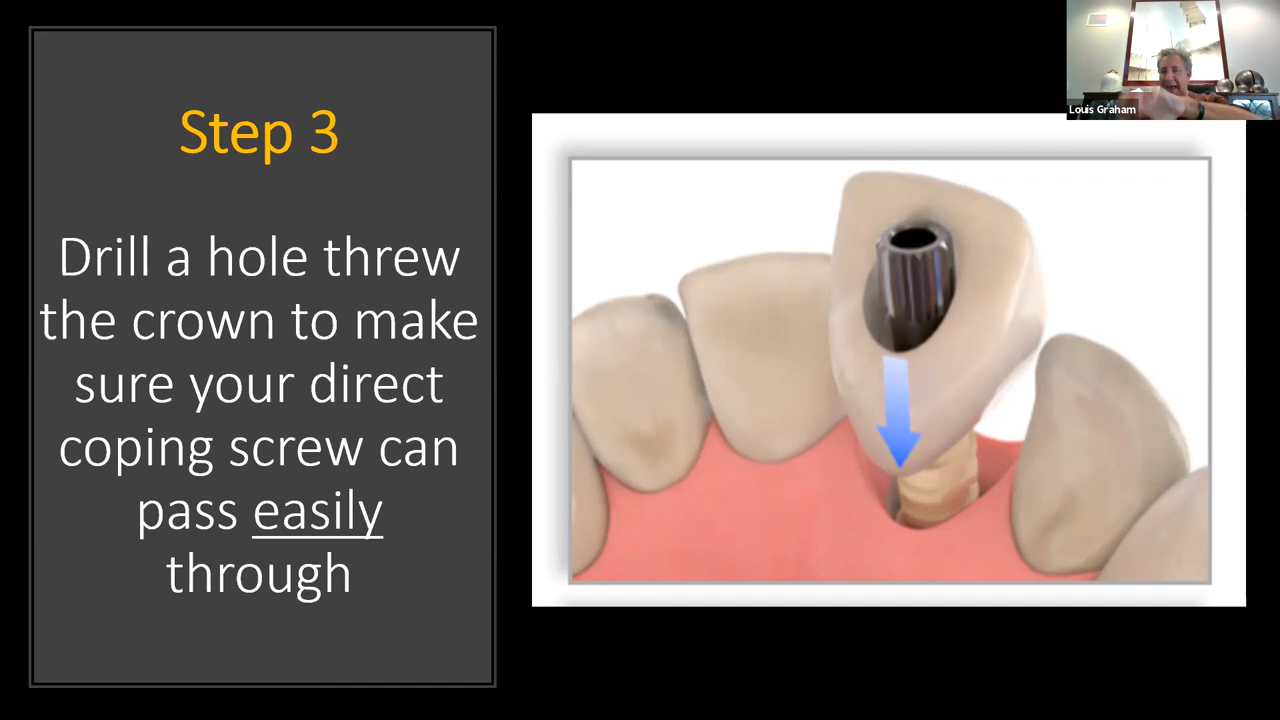 Step 3
Drill a hole threw
the crown to make
sure your direct
coping screw can
pass easily
through
Louis Graham